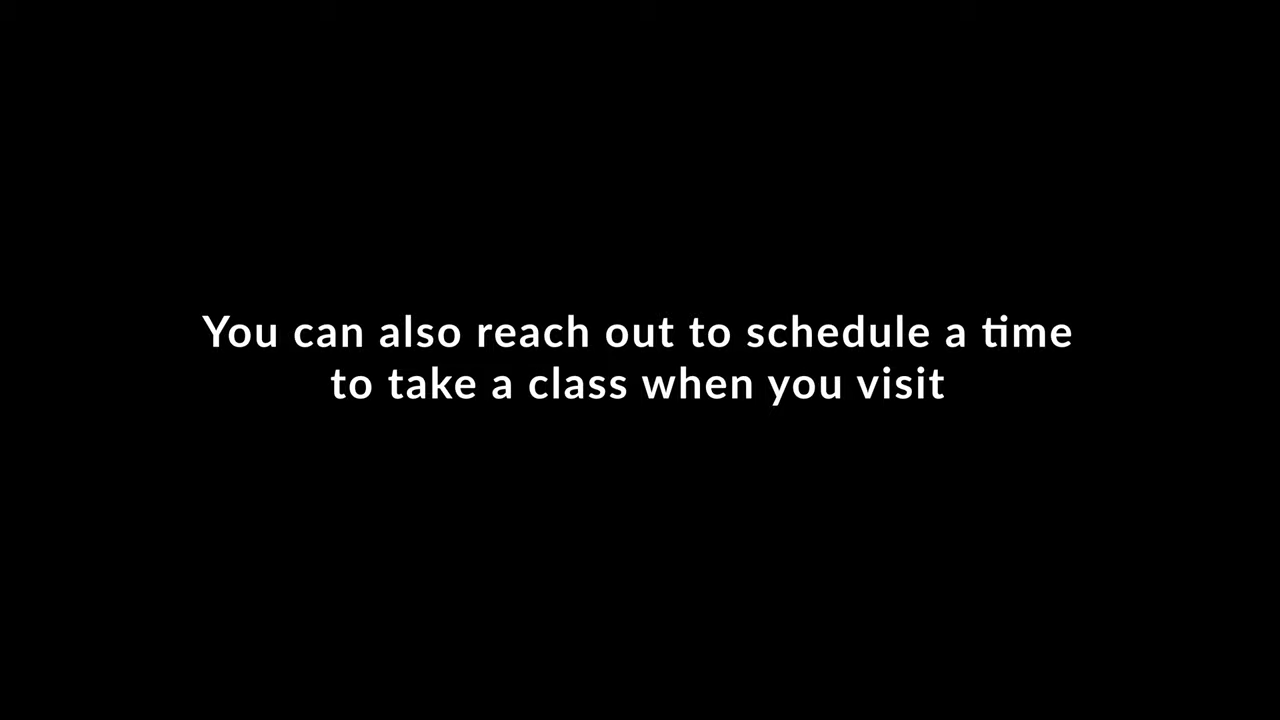 You can also reach out to schedule a time
to take a class when you visit